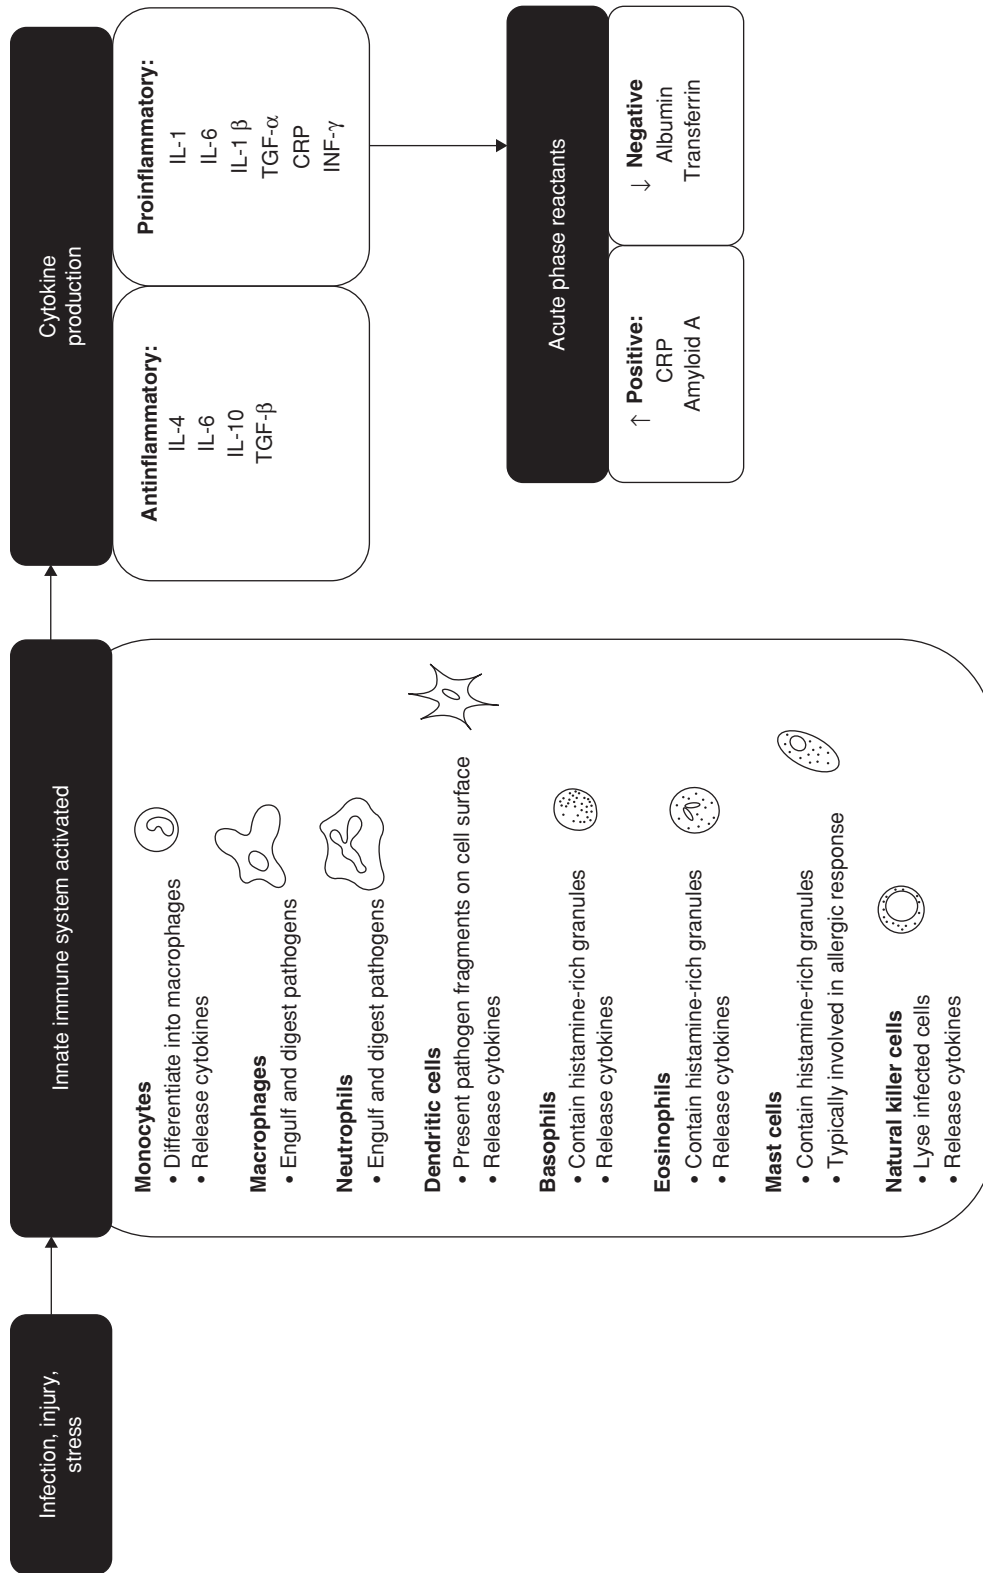 Infection, injury,
stress
Innate immune system activated
Monocytes
• Differentiate into macrophages
• Release cytokines
Macrophages
• Engulf and digest pathogens
Neutrophils
• Engulf and digest pathogens
Dendritic cells
• Present pathogen fragments on cell surface
• Release cytokines
Basophils
• Contain histamine-rich granules
• Release cytokines
Eosinophils
• Contain histamine-rich granules
• Release cytokines
Mast cells
• Contain histamine-rich granules
• Typically involved in allergic response
Natural killer cells
• Lyse infected cells
• Release cytokines
Cytokine
production
Antinflammatory:
IL-4
IL-6
IL-10
TGF-β
Proinflammatory:
IL-1
IL-6
IL-1 β
TGF-α
CRP
INF-γ
Acute phase reactants
↑ Positive:
CRP
Amyloid A
↓ Negative
Albumin
Transferrin